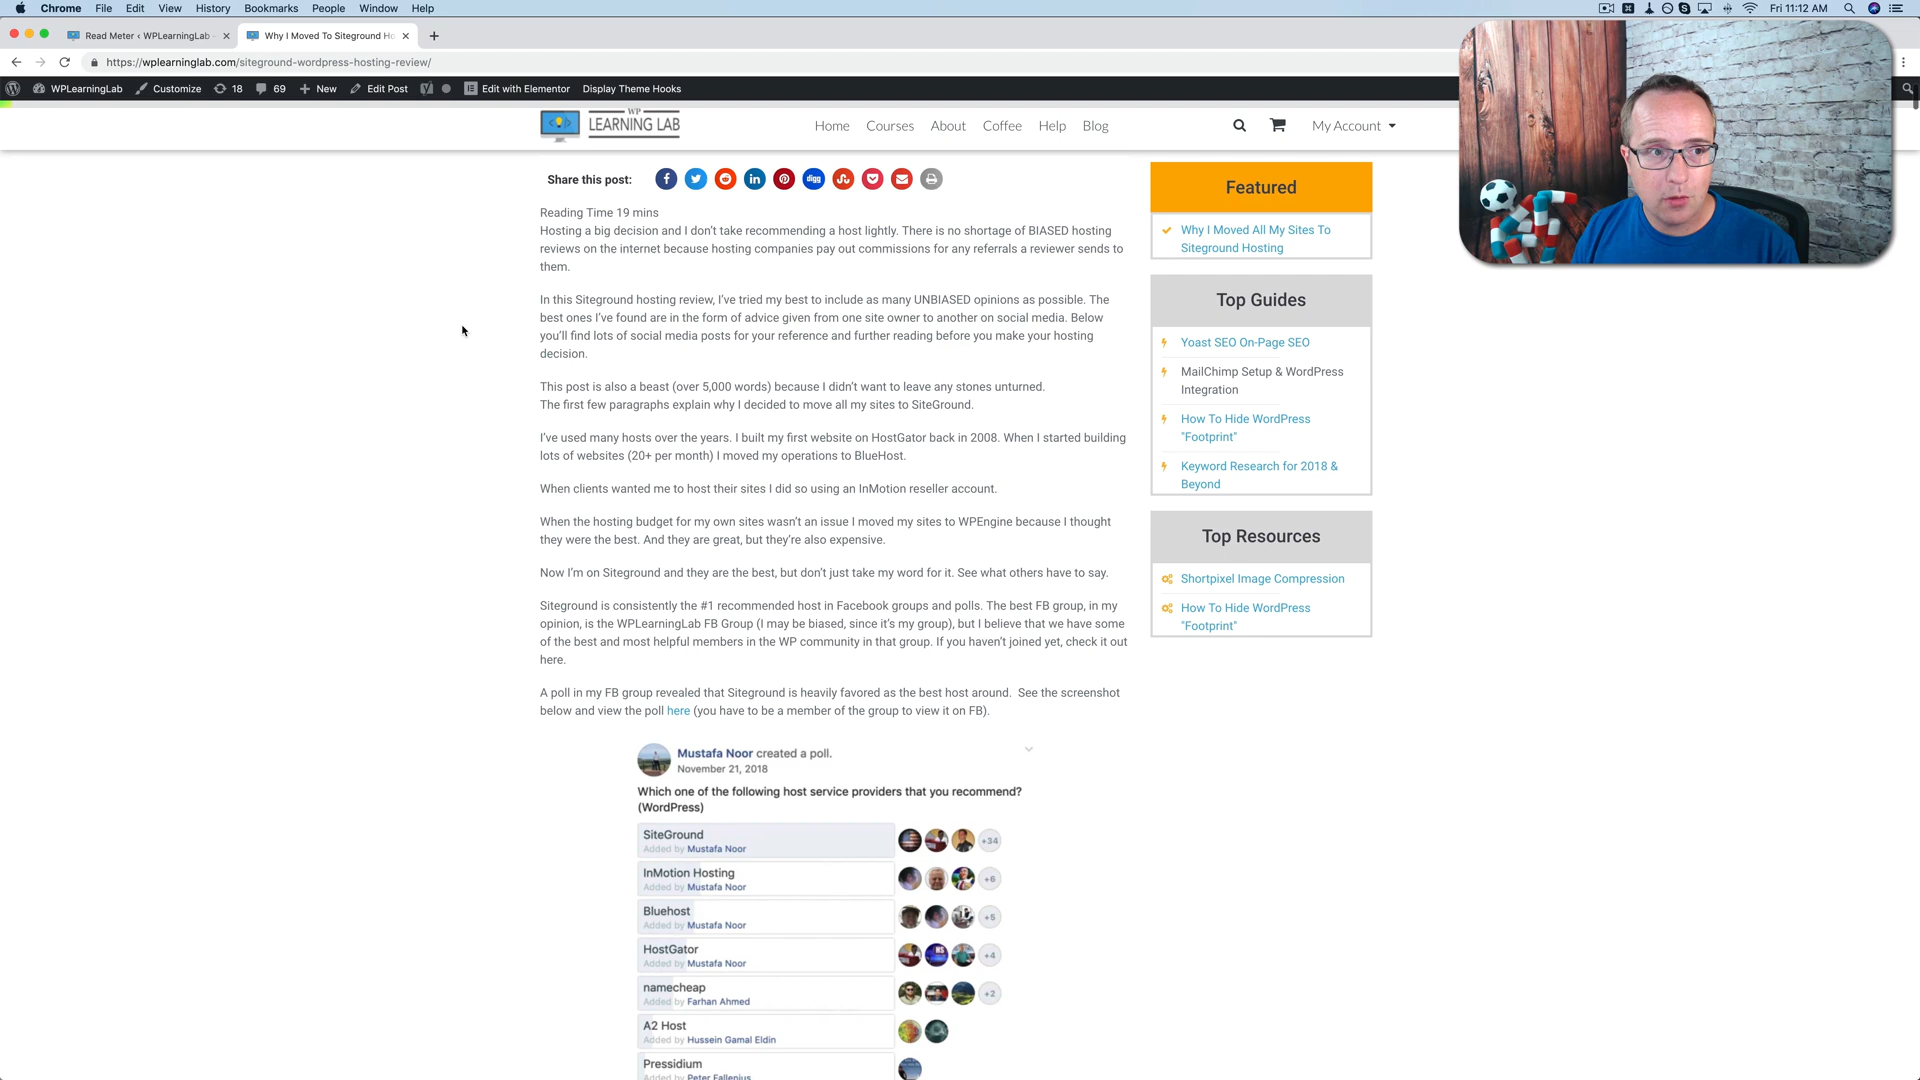 Chrome File Edit View History Bookmarks People Window Help
Fri 11:12 AM
Read Meter ‹ WPLearningLab -
Why I Moved To Siteground Ho
https://wplearninglab.com/siteground-wordpress-hosting-review/
WPLearningLab Customize 18 69 New Edit Post Edit with Elementor Display Theme Hooks
WP
LEARNING LAB
Home Courses About Coffee Help Blog
My Account
Share this post:
digg
Reading Time 19 mins
Hosting a big decision and I don't take recommending a host lightly. There is no shortage of BIASED hosting
reviews on the internet because hosting companies pay out commissions for any referrals a reviewer sends to
them.
In this Siteground hosting review, I've tried my best to include as many UNBIASED opinions as possible. The
best ones I've found are in the form of advice given from one site owner to another on social media. Below
you'll find lots of social media posts for your reference and further reading before you make your hosting
decision.
This post is also a beast (over 5,000 words) because I didn't want to leave any stones unturned.
The first few paragraphs explain why I decided to move all my sites to SiteGround.
I've used many hosts over the years. I built my first website on HostGator back in 2008. When I started building
lots of websites (20+ per month) I moved my operations to BlueHost.
When clients wanted me to host their sites I did so using an InMotion reseller account.
When the hosting budget for my own sites wasn't an issue I moved my sites to WPEngine because I thought
they were the best. And they are great, but they're also expensive.
Now I'm on Siteground and they are the best, but don't just take my word for it. See what others have to say.
Siteground is consistently the #1 recommended host in Facebook groups and polls. The best FB group, in my
opinion, is the WPLearningLab FB Group (I may be biased, since it's my group), but I believe that we have some
of the best and most helpful members in the WP community in that group. If you haven't joined yet, check it out
here.
A poll in my FB group revealed that Siteground is heavily favored as the best host around. See the screenshot
below and view the poll here (you have to be a member of the group to view it on FB).
Mustafa Noor created a poll.
November 21, 2018
Which one of the following host service providers that you recommend?
(WordPress)
SiteGround
Added by Mustafa Noor
+34
InMotion Hosting
Added by Mustafa Noor
+6
Bluehost
Added by Mustafa Noor
+5
HostGator
Added by Mustafa Noor
+4
namecheap
Added by Farhan Ahmed
+2
A2 Host
Added by Hussein Gamal Eldin
Pressidium
Added by Peter Fallenius
Featured
Why I Moved All My Sites To
Siteground Hosting
Top Guides
Yoast SEO On-Page SEO
MailChimp Setup & WordPress
Integration
How To Hide WordPress
"Footprint"
Keyword Research for 2018 &
Beyond
Top Resources
Shortpixel Image Compression
How To Hide WordPress
"Footprint"